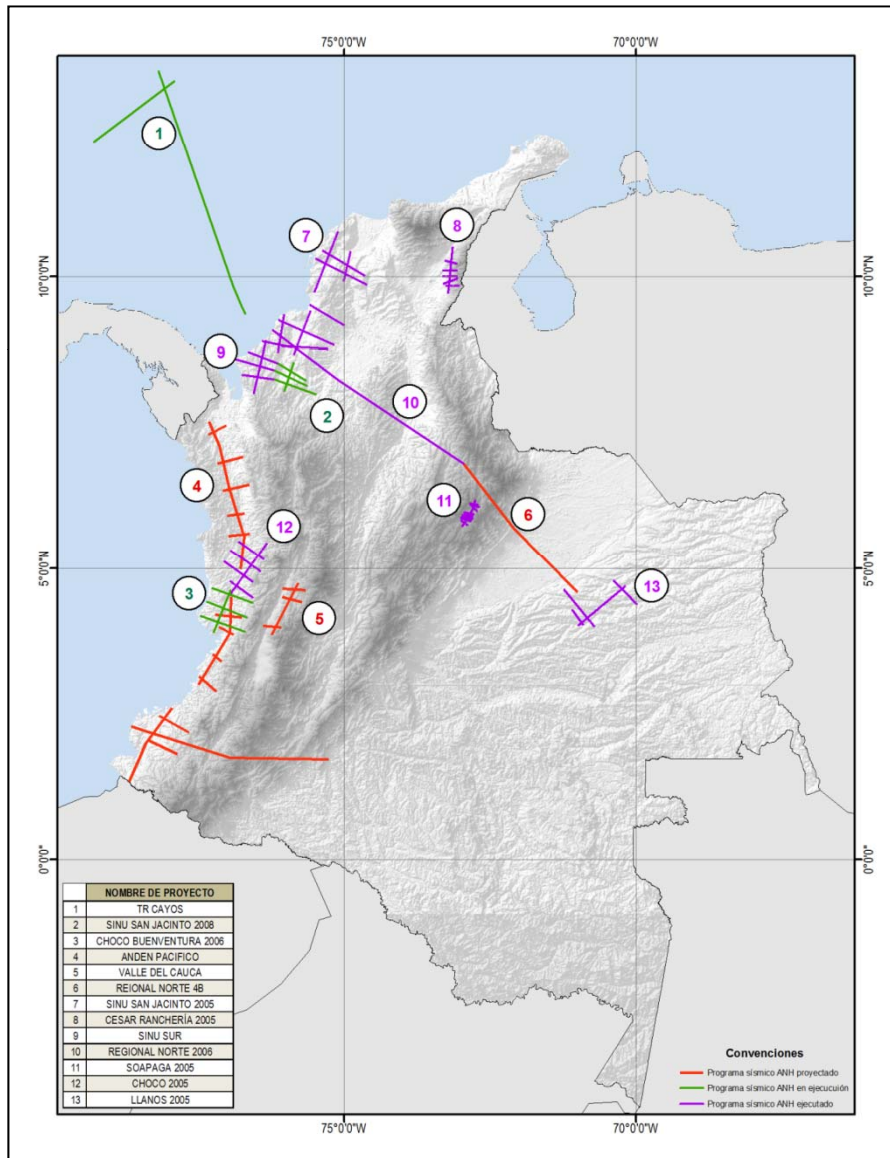 75°0'0"W 70°0'0"W
1
8
7
10°0'0"N 10°0'0"N
9
10
2
4
11
6
12
5°0'0"N 5°0'0"N
13
3
5
0°0'0" 0°0'0"
NOMBRE DE PROYECTO
1 TR CAYOS
2 SINU SAN JACINTO 2008
3 CHOCO BUENVENTURA 2006
4 ANDEN PACIFICO
5 VALLE DEL CAUCA
6 REIONAL NORTE 4B
7 SINU SAN JACINTO 2005
8 CESAR RANCHERÍA 2005
9 SINU SUR
10 REGIONAL NORTE 2006
11 SOAPAGA 2005
12 CHOCO 2005
13 LLANOS 2005
Convenciones
Programa sísmico ANH proyectado
Programa sísmico ANH en ejecucuión
Programa sísmico ANH ejecutado
75°0'0"W 70°0'0"W